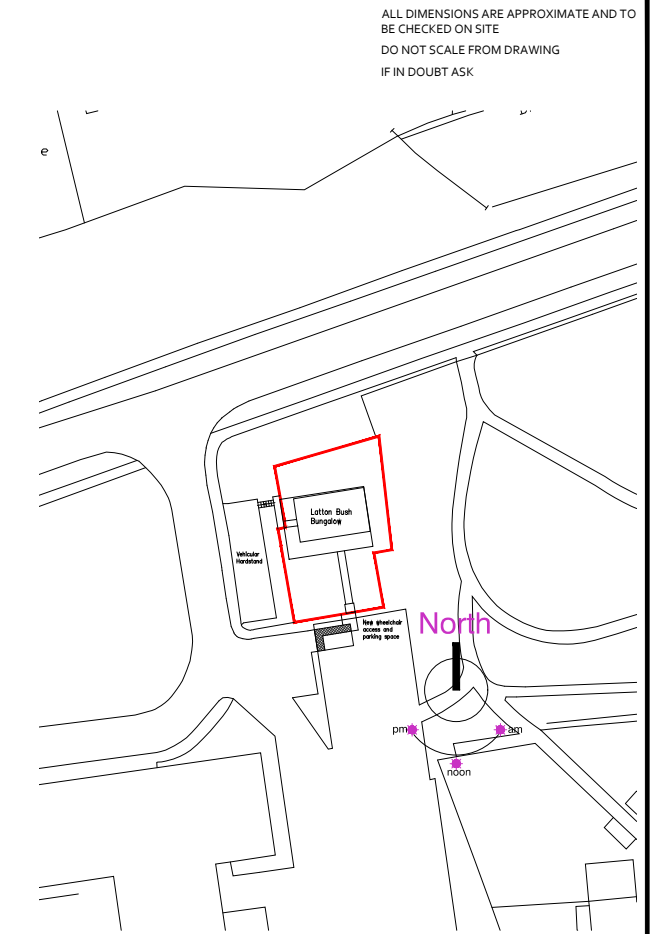 ALL DIMENSIONS ARE APPROXIMATE AND TO
BE CHECKED ON SITE
DO NOT SCALE FROM DRAWING
IF IN DOUBT ASK
e
Latton Bush
Bungalow
Vehicular
Hardstand
New wheelchair
access and
parking space
North
pm
am
noon